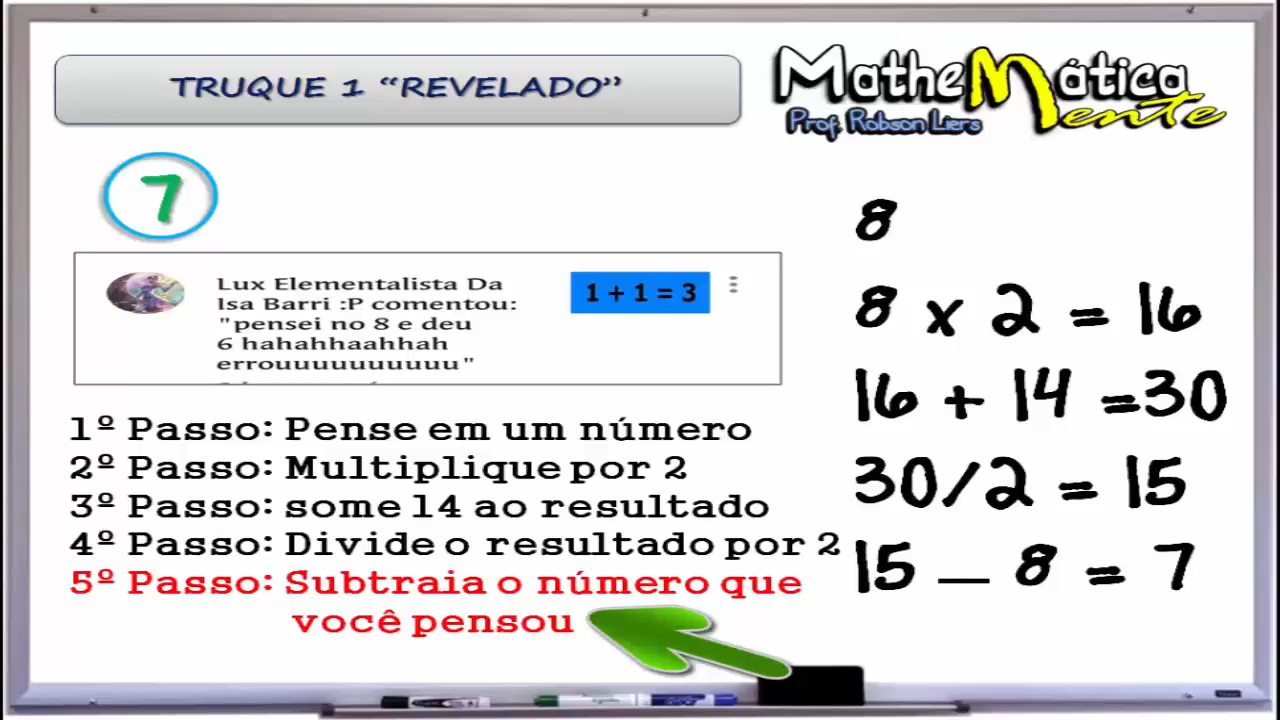 TRUQUE 1 “REVELADO”
MatheMática
ente
Prof. Robson Liers
7
Lux Elementalista Da
Isa Barri :P comentou:
"pensei no 8 e deu
6 hahahhaahhah
errouuuuuuuuuu"
1 + 1 = 3
1º Passo: Pense em um número
2º Passo: Multiplique por 2
3º Passo: some 14 ao resultado
4º Passo: Divide o resultado por 2
5º Passo: Subtraia o número que
você pensou
8
8 x 2 = 16
16 + 14 =30
30/2 = 15
15 – 8 = 7